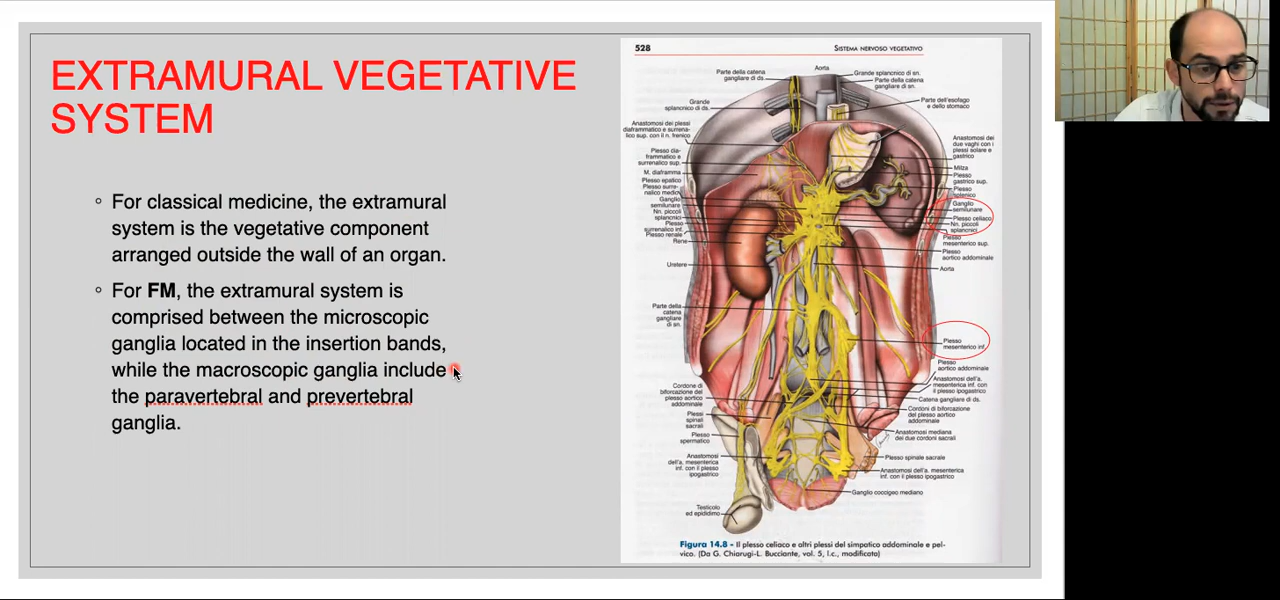 EXTRAMURAL VEGETATIVE
SYSTEM
For classical medicine, the extramural
system is the vegetative component
arranged outside the wall of an organ.
For FM, the extramural system is
comprised between the microscopic
ganglia located in the insertion bands,
while the macroscopic ganglia include
the paravertebral and prevertebral
ganglia.
528
SISTEMA NERVOSO VEGETATIVO
Parte della catena
gangliare di ds.
Aorta
Grande splancnico di sn.
Parte della catena
gangliare di sn.
Grande
splancnico di ds.
Parte dell'esofago
e dello stomaco
Anastomosi dei plessi
diaframmatico e surrena-
lico sup. con il n. frenico
Plesso dia-
frammatico e
surrenalico sup.
M. diaframma
Plesso epatico
Plesso surre-
nalico medio
Ganglio
semilunare
Nn. piccoli
splancnici
Plesso
surrenalico inf.
Plesso renale
Rene
Uretere
Parte della
catena
gangliare
di sn.
Cordone di
biforcazione del
plesso aortico
addominale
Plessi
spinali
sacrali
Plesso
spermatico
Anastomosi
dell'a. mesenterica
inf. con il plesso
ipogastrico
Testicolo
ed epididimo
Anastomosi dei
due vaghi con i
plessi solare e
gastrico
Milza
Plesso
gastrico sup.
Plesso
splenico
Ganglio
semilunare
Plesso celiaco
Nn. piccoli
splancnici
Plesso
mesenterico sup.
Plesso
aortico addominale
Aorta
Plesso
mesenterico inf.
Plesso
aortico addominale
Anastomosi dell'a.
mesenterica inf. con
il plesso ipogastrico
Catena gangliare di ds.
Cordoni di biforcazione
del plesso aortico
addominale
Anastomosi mediana
dei due cordoni sacrali
Plesso spinale sacrale
Anastomosi dell'a. mesenterica
inf. con il plesso ipogastrico
Ganglio coccigeo mediano
Figura 14.8 - Il plesso celiaco e altri plessi del simpatico addominale e pel-
vico. (Da G. Chiarugi-L. Bucciante, vol. 5, l.c., modificata)